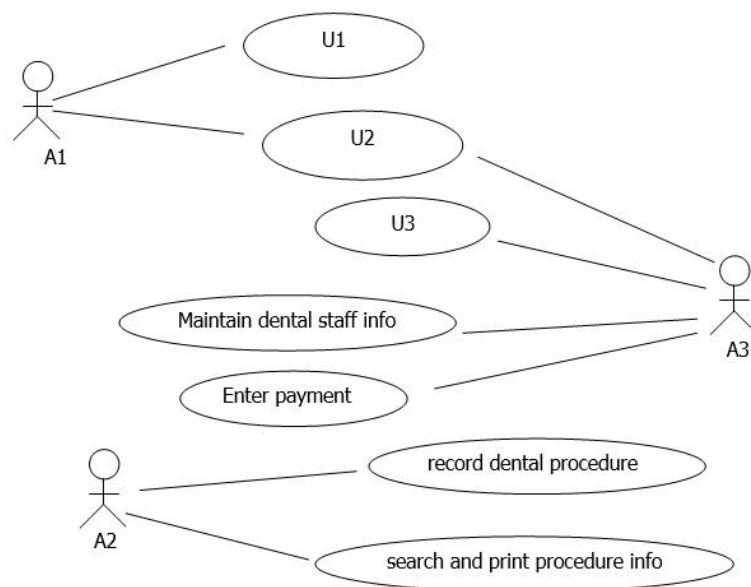 U1
A1
U2
U3
Maintain dental staff info
A3
Enter payment
record dental procedure
A2
search and print procedure info